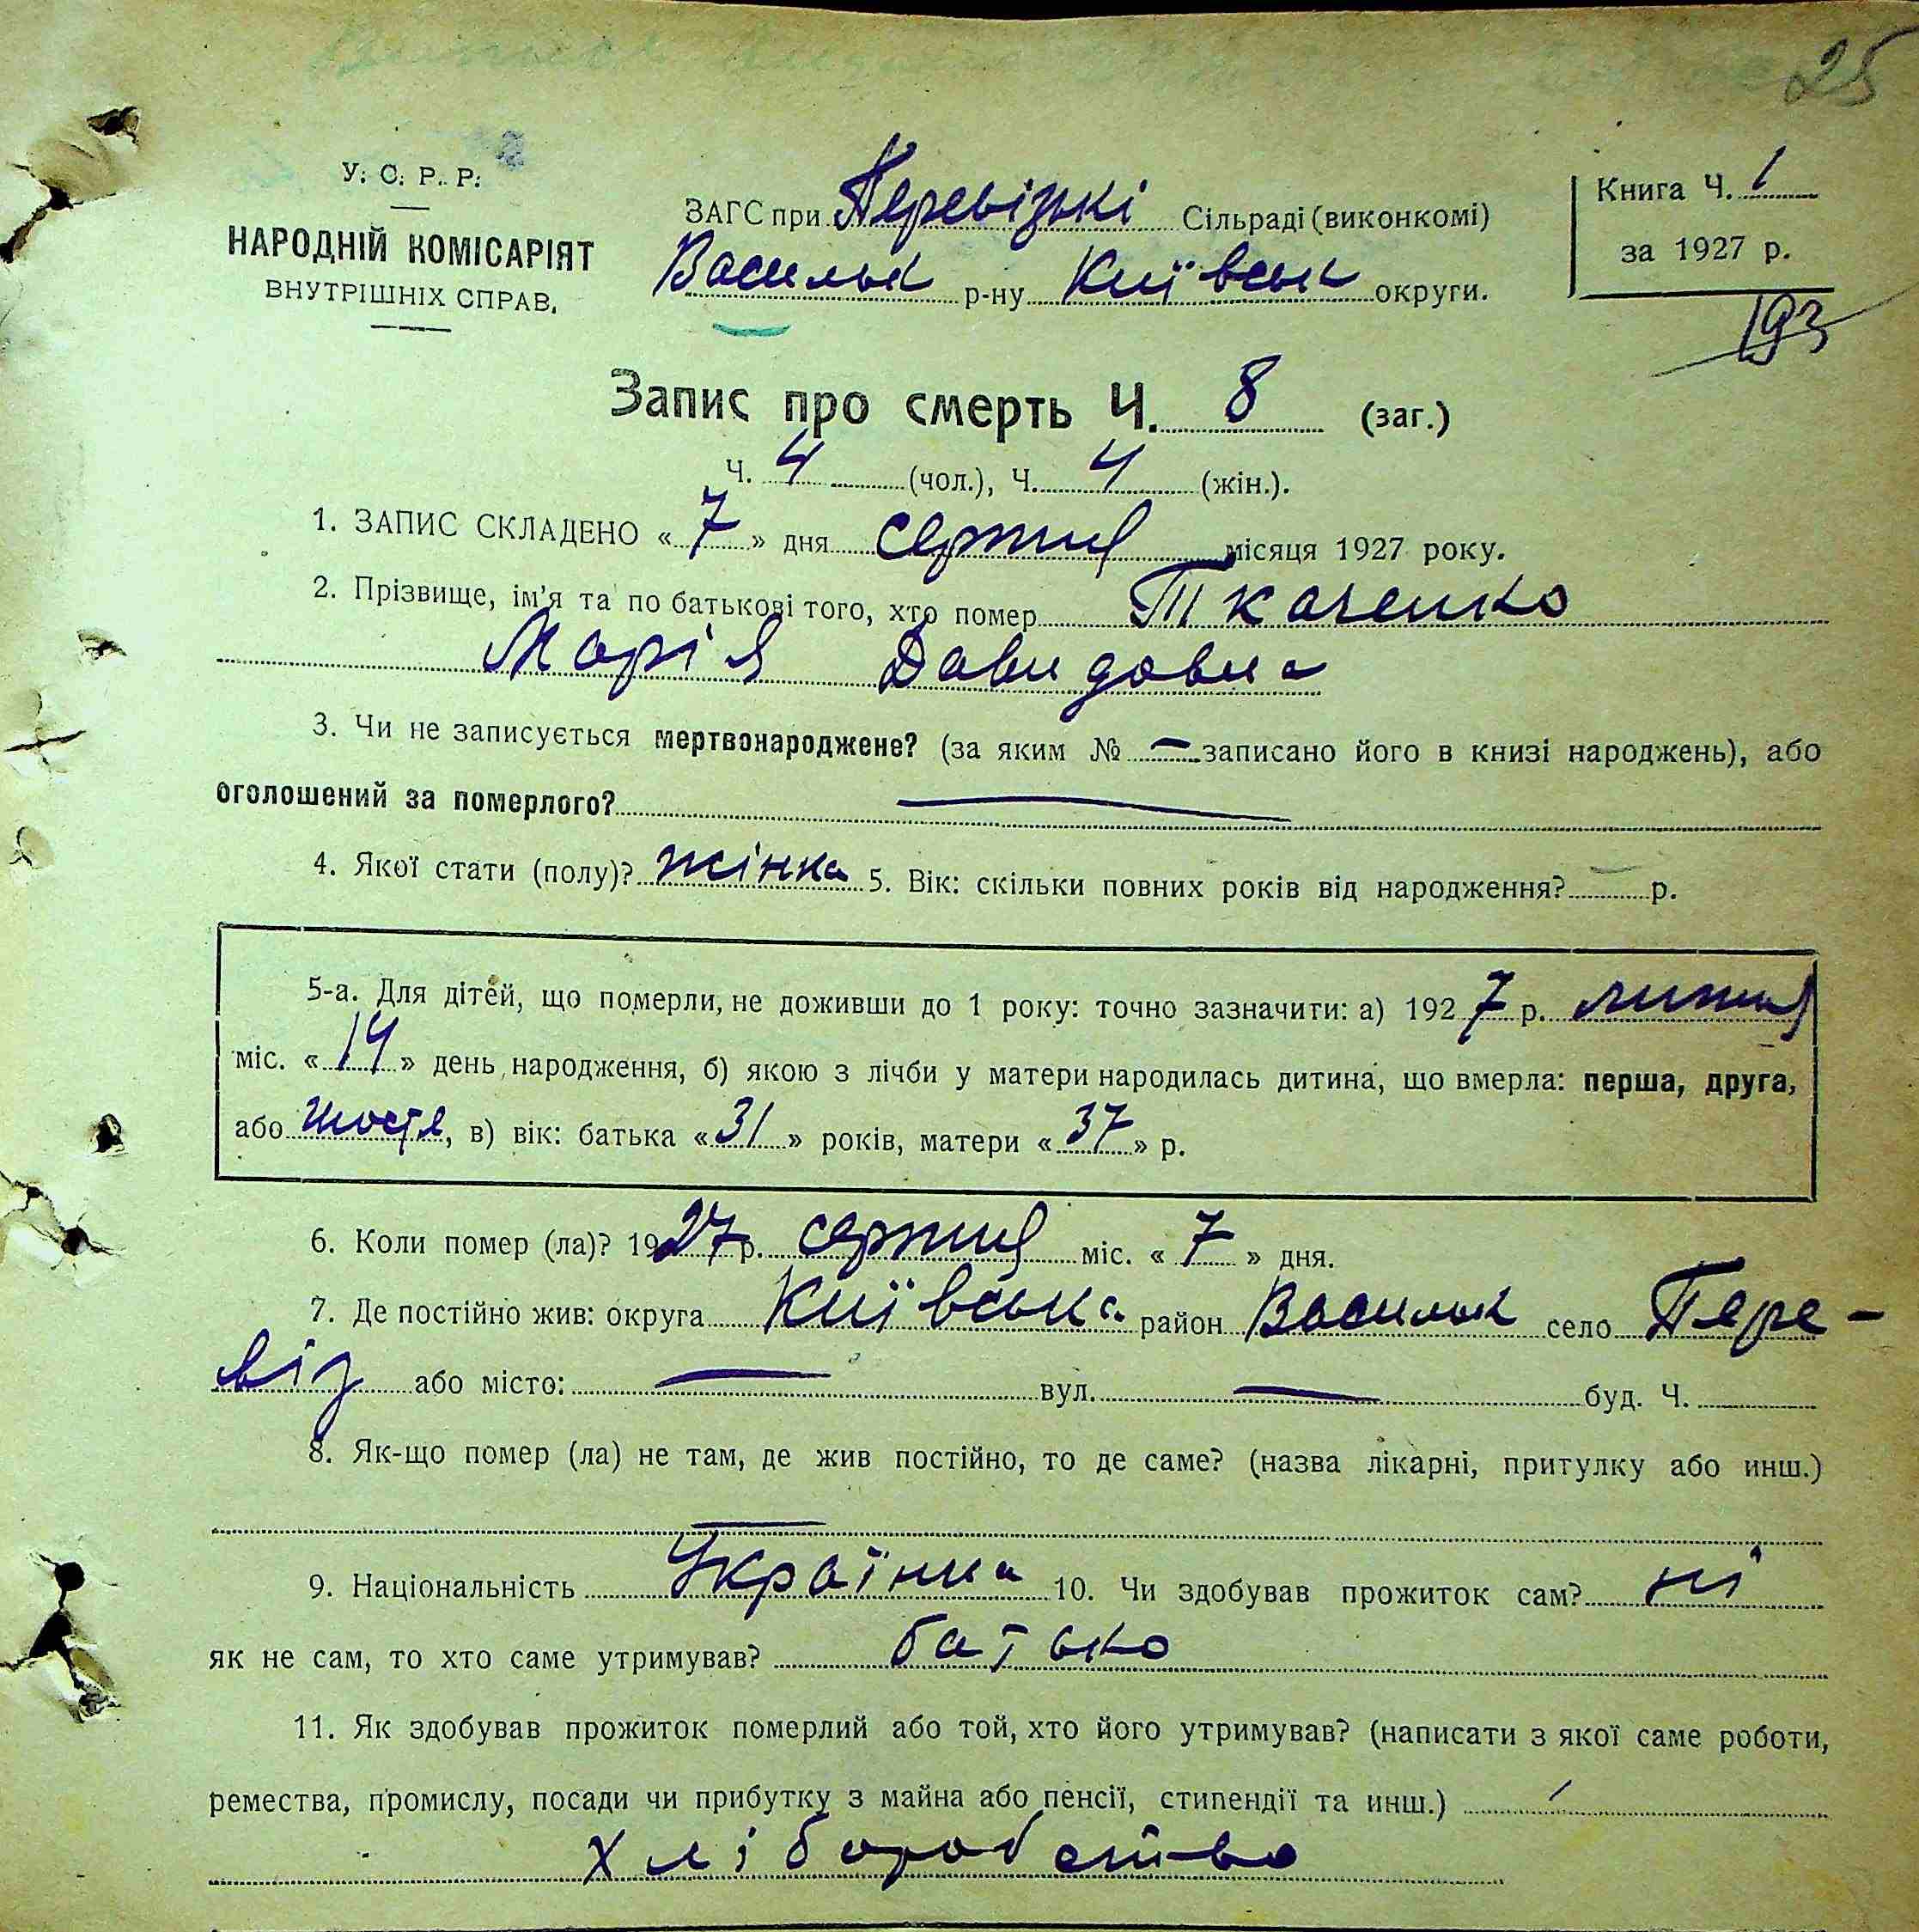 25
У. С. Р. Р.
НАРОДНІЙ КОМІСАРІЯТ
ВНУТРІШНІХ СПРАВ.
ЗАГС при Перевізькі Сільраді (виконкомі)
Васильк р-ну Київськ округи.
Книга Ч. 1
за 1927 р.
193
Запис про смерть Ч. 8 (заг.)
Ч. 4 (чол.), Ч. 4 (жін.).
1. ЗАПИС СКЛАДЕНО « 7 » дня серпня місяця 1927 року.
2. Прізвище, ім'я та по батькові того, хто помер Ткаченко
Марія Давидовна
3. Чи не записується мертвонароджене? (за яким № — записано його в книзі народжень), або
оголошений за померлого? —
4. Якої стати (полу)? жінка 5. Вік: скільки повних років від народження? — р.
5-а. Для дітей, що померли, не доживши до 1 року: точно зазначити: а) 1927 р. липня
міс. « 14 » день народження, б) якою з лічби у матери народилась дитина, що вмерла: перша, друга,
або шостя, в) вік: батька « 31 » років, матери « 37 » р.
6. Коли помер (ла)? 1927 р. серпня міс. « 7 » дня.
7. Де постійно жив: округа Київська район Васильк село Пере-
віз або місто: — вул. — буд. Ч.
8. Як-що помер (ла) не там, де жив постійно, то де саме? (назва лікарні, притулку або инш.)
—
9. Національність Українка 10. Чи здобував прожиток сам? ні
як не сам, то хто саме утримував? батько
11. Як здобував прожиток померлий або той, хто його утримував? (написати з якої саме роботи,
ремества, промислу, посади чи прибутку з майна або пенсії, стипендії та инш.)
хліборобство